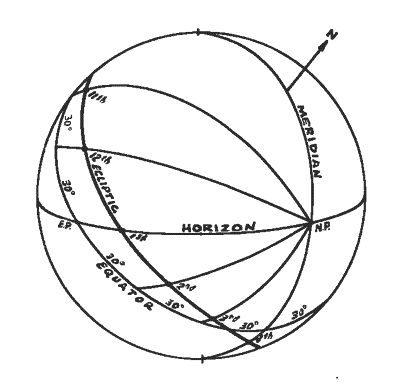 N
11th
MERIDIAN
30°
12th
ECLIPTIC
30°
E.P.
1st
HORIZON
N.P.
30°
EQUATOR
2nd
30°
3rd
30°
30°
4th